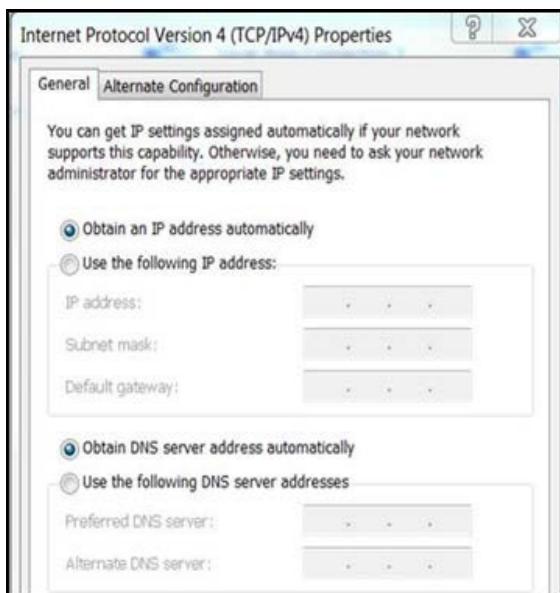 Internet Protocol Version 4 (TCP/IPv4) Properties
General
Alternate Configuration
You can get IP settings assigned automatically if your network
supports this capability. Otherwise, you need to ask your network
administrator for the appropriate IP settings.
Obtain an IP address automatically
Use the following IP address:
IP address:
Subnet mask:
Default gateway:
Obtain DNS server address automatically
Use the following DNS server addresses
Preferred DNS server:
Alternate DNS server: